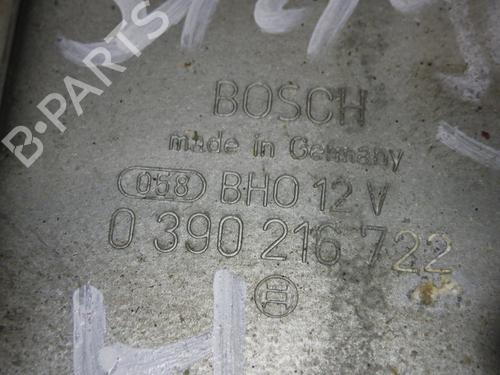 B·PARTS
BOSCH
made in Germany
058 BHO 12 V
0 390 216 722
H